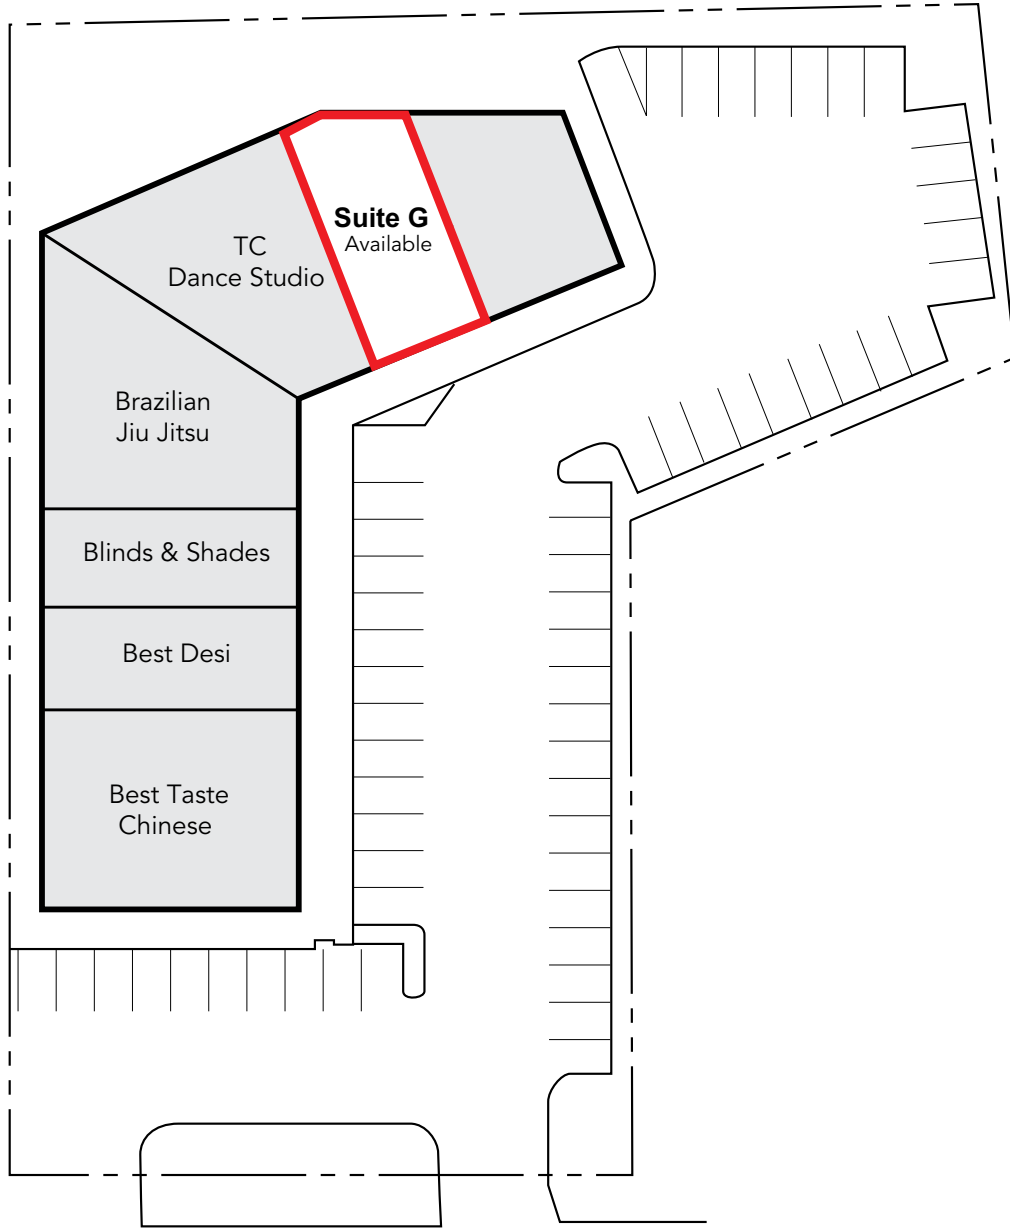 Suite G
Available
TC
Dance Studio
Brazilian
Jiu Jitsu
Blinds & Shades
Best Desi
Best Taste
Chinese